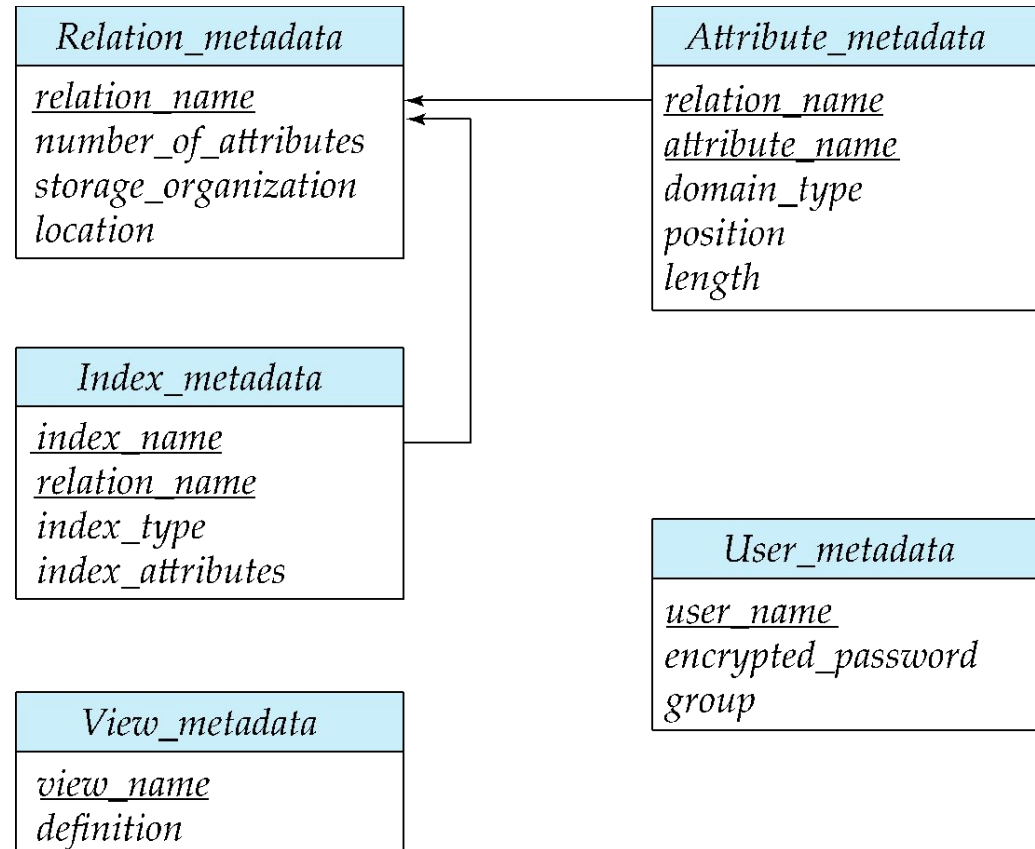 Relation_metadata
relation_name
number_of_attributes
storage_organization
location
Attribute_metadata
relation_name
attribute_name
domain_type
position
length
Index_metadata
index_name
relation_name
index_type
index_attributes
User_metadata
user_name
encrypted_password
group
View_metadata
view_name
definition